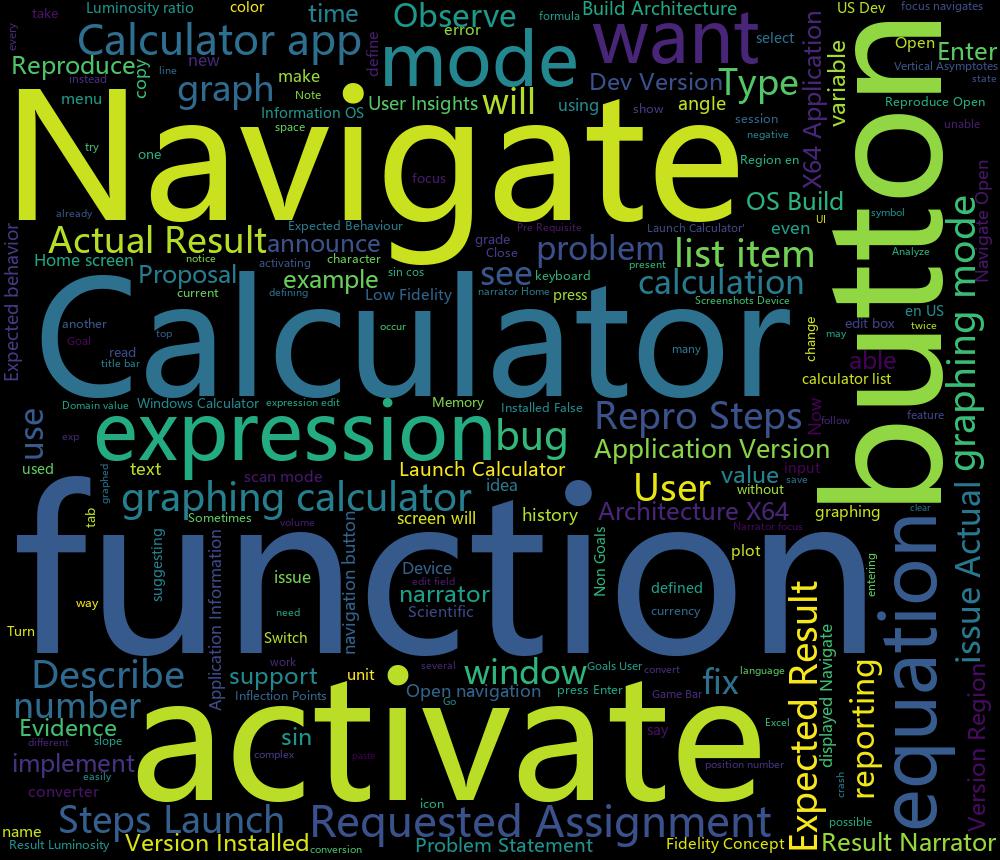 take
Luminosity ratio
color
time
Observe
formula
Build Architecture
US Dev
focus navigates
every
Calculator app
define
error
mode
want
select
X64 Application
variable
Open
Enter
Reproduce
copy
new
line
instead
Vertical Asymptotes
state
menu
graph
make
Note
Information OS
space
User Insights
will
using
Dev Version
show
angle
Type
session
negative
Reproduce Open
unable
button
Navigate
try
one
focus
Region en
already
OS Build
UI
symbol
Navigate Open
Expected behavior
Actual Result
Expected Behaviour
announce
grade
Close
Pre Requisite
Launch Calculator'
even
problem
list item
Analyze
graphing mode
Home screen
notice
activating
character
Proposal
current
example
sin cos
see
keyboard
present
calculation
Low Fidelity
defining
narrator Home
press
Screenshots Device
en US
Calculator
another
Goal
top
read
title bar
occur
many
change
may
edit box
twice
able
calculator list
Domain value
Windows Calculator
expression edit
Memory
Installed False
use
exp
expression
bug
Repro Steps
Now
follow
feature
issue Actual
used
graphed
text
scan mode
Launch Calculator
Application Version
idea
User
value
without
input
save
tab
graphing calculator
Sometimes
volume
screen will
history
Architecture X64
Narrator focus
graphing
clear
function
suggesting
Application Information
issue
need
Switch
navigation button
Device
edit field
narrator
Scientific
Non Goals
plot
defined
currency
entering
equation
way
Turn
Expected Result
displayed Navigate
reporting
Version Region
Describe
work
support
unit
several
window
Goals User
convert
language
number
Inflection Points
Open navigation
Go
press Enter
Game Bar
fix
Evidence
different
slope
activate
sin
complex
paste
say
Excel
position number
implement
easily
converter
crash
icon
Steps Launch
Requested Assignment
possible
name
Result Luminosity
Version Installed
conversion
Problem Statement
Fidelity Concept
Result Narrator